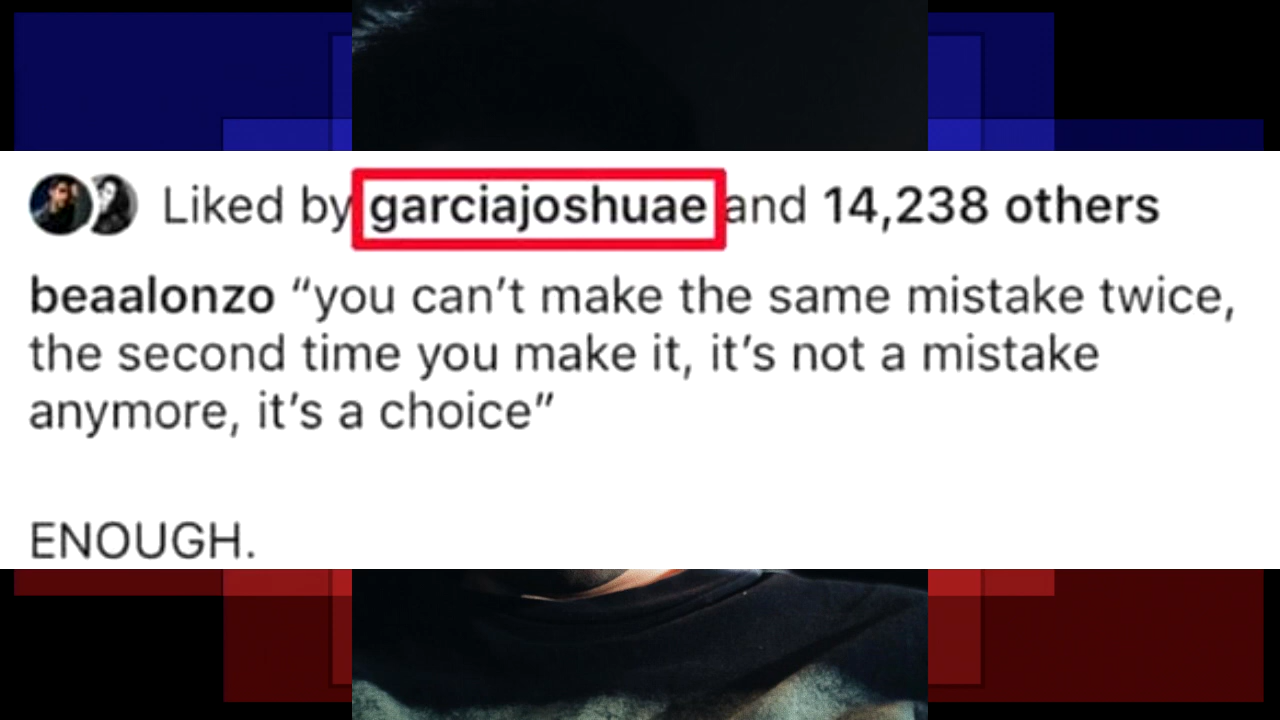 Liked by garciajoshuae and 14,238 others
beaalonzo “you can’t make the same mistake twice,
the second time you make it, it’s not a mistake
anymore, it’s a choice”
ENOUGH.